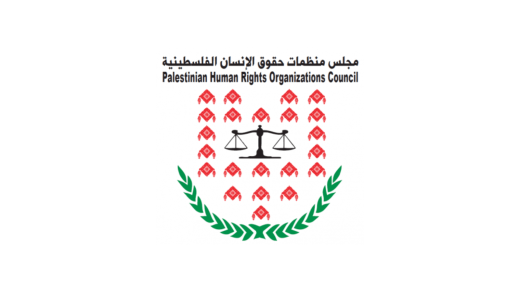 مجلس منظمات حقوق الإنسان الفلسطينية
Palestinian Human Rights Organizations Council